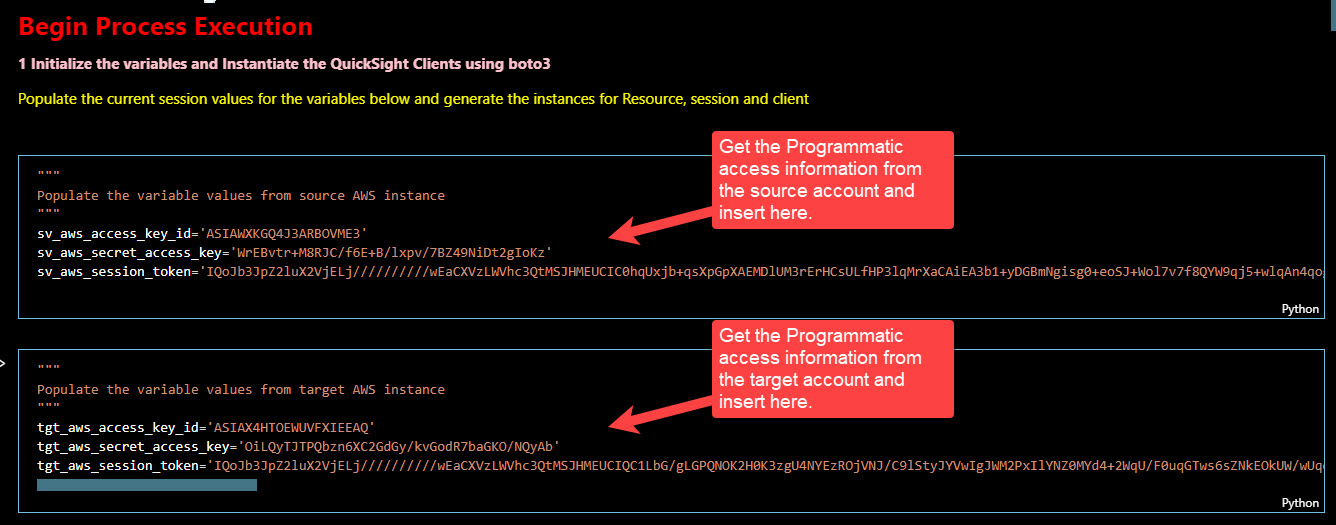 Begin Process Execution
1 Initialize the variables and Instantiate the QuickSight Clients using boto3
Populate the current session values for the variables below and generate the instances for Resource, session and client
Get the Programmatic
access information from
the source account and
insert here.
"""
Populate the variable values from source AWS instance
"""
sv_aws_access_key_id='ASIAWXKGQ4J3ARBOVME3'
sv_aws_secret_access_key='WrEBvtr+M8RJC/f6E+B/lxpv/7BZ49NiDt2gIoKz'
sv_aws_session_token='IQoJb3JpZ2luX2VjELj//////////wEaCXVzLWVhc3QtMSJHMEUCIC0hqUxjb+qsXpGpXAEMDlUM3rErHCsULfHP3lqMrXaCAiEA3b1+yDGBmNgisg0+eoSJ+Wol7v7f8QYW9qj5+wlqAn4qo
Python
Get the Programmatic
access information from
the target account and
insert here.
"""
Populate the variable values from target AWS instance
"""
tgt_aws_access_key_id='ASIAX4HTOEWUVFXIEEAQ'
tgt_aws_secret_access_key='OiLQyTJTPQbzn6XC2GdGy/kvGodR7baGKO/NQyAb'
tgt_aws_session_token='IQoJb3JpZ2luX2VjELj//////////wEaCXVzLWVhc3QtMSJHMEUCIQC1LbG/gLGPQNOK2H0K3zgU4NYEzROjVNJ/C9lStyJYVwIgJWM2PxIlYNZ0MYd4+2WqU/F0uqGTws6sZNkEOkUW/wUq
Python